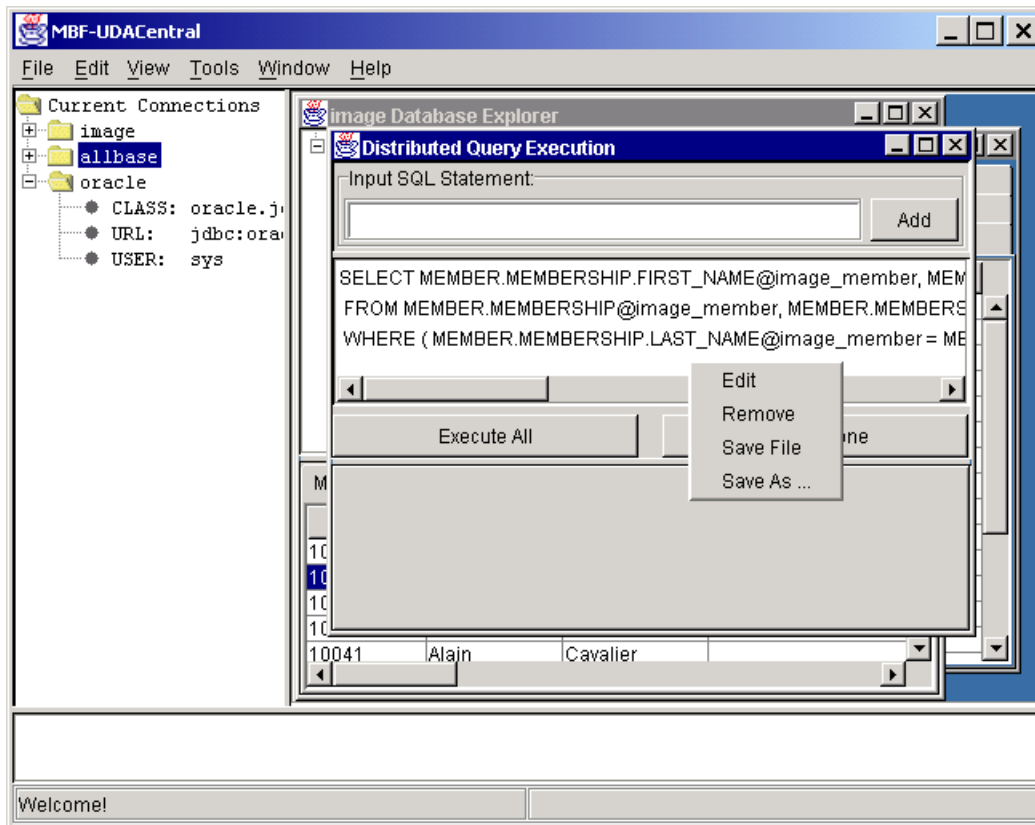 MBF-UDACentral
File Edit View Tools Window Help
Current Connections
image
allbase
oracle
CLASS: oracle.j
URL: jdbc:ora
USER: sys
image Database Explorer
Distributed Query Execution
Input SQL Statement:
Add
SELECT MEMBER.MEMBERSHIP.FIRST_NAME@image_member, MEM
FROM MEMBER.MEMBERSHIP@image_member, MEMBER.MEMBERS
WHERE ( MEMBER.MEMBERSHIP.LAST_NAME@image_member = ME
Edit
Remove
Save File
Save As ...
Execute All
one
M
10
10
10
10
10041 Alain Cavalier
Welcome!